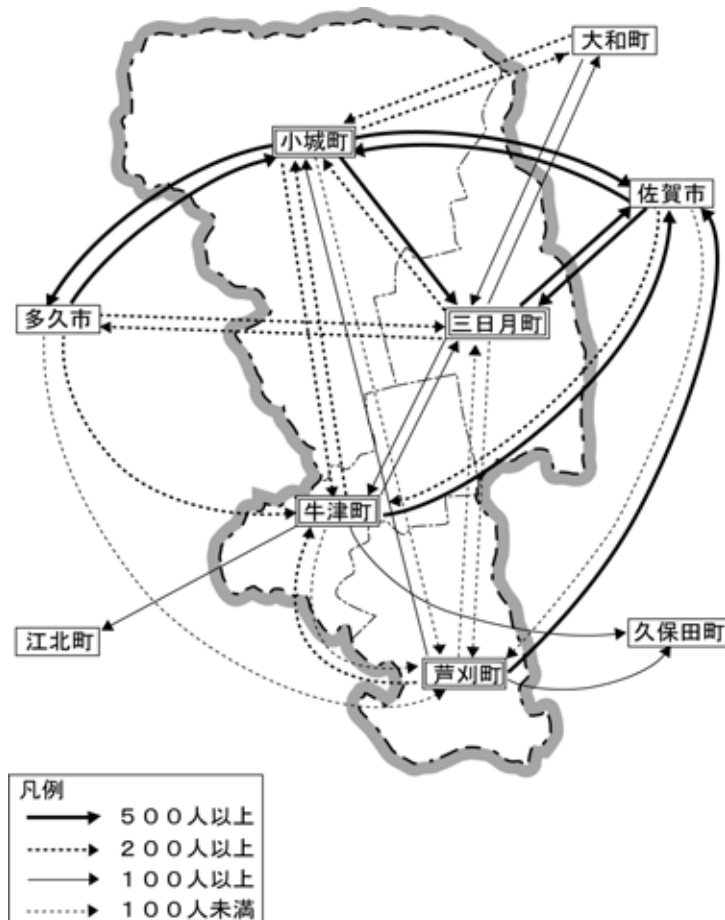 大和町
小城町
佐賀市
多久市
三日月町
牛津町
江北町
久保田町
芦刈町
凡例
５００人以上
２００人以上
１００人以上
１００人未満